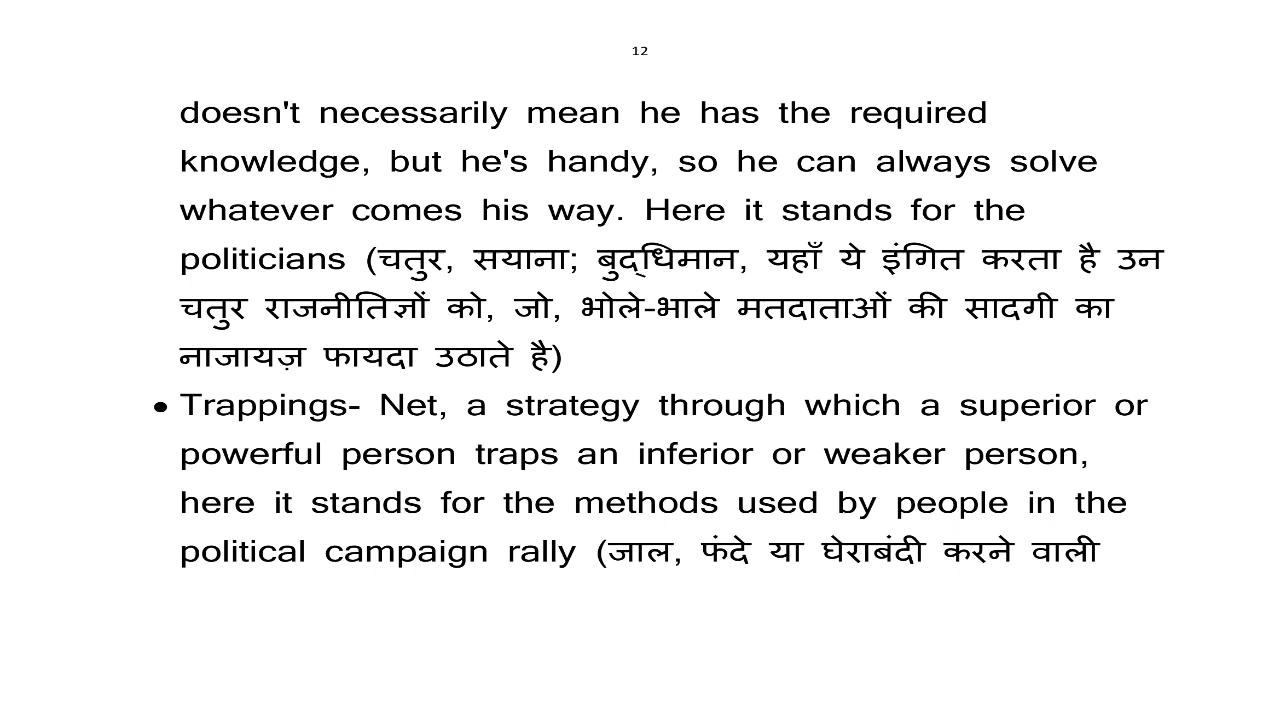 12
doesn't necessarily mean he has the required
knowledge, but he's handy, so he can always solve
whatever comes his way. Here it stands for the
politicians (चतुर, सयाना; बुद्धिमान, यहाँ ये इंगित करता है उन
चतुर राजनीतिज्ञों को, जो, भोले-भाले मतदाताओं की सादगी का
नाजायज़ फायदा उठाते है)
• Trappings- Net, a strategy through which a superior or
powerful person traps an inferior or weaker person,
here it stands for the methods used by people in the
political campaign rally (जाल, फंदे या घेराबंदी करने वाली